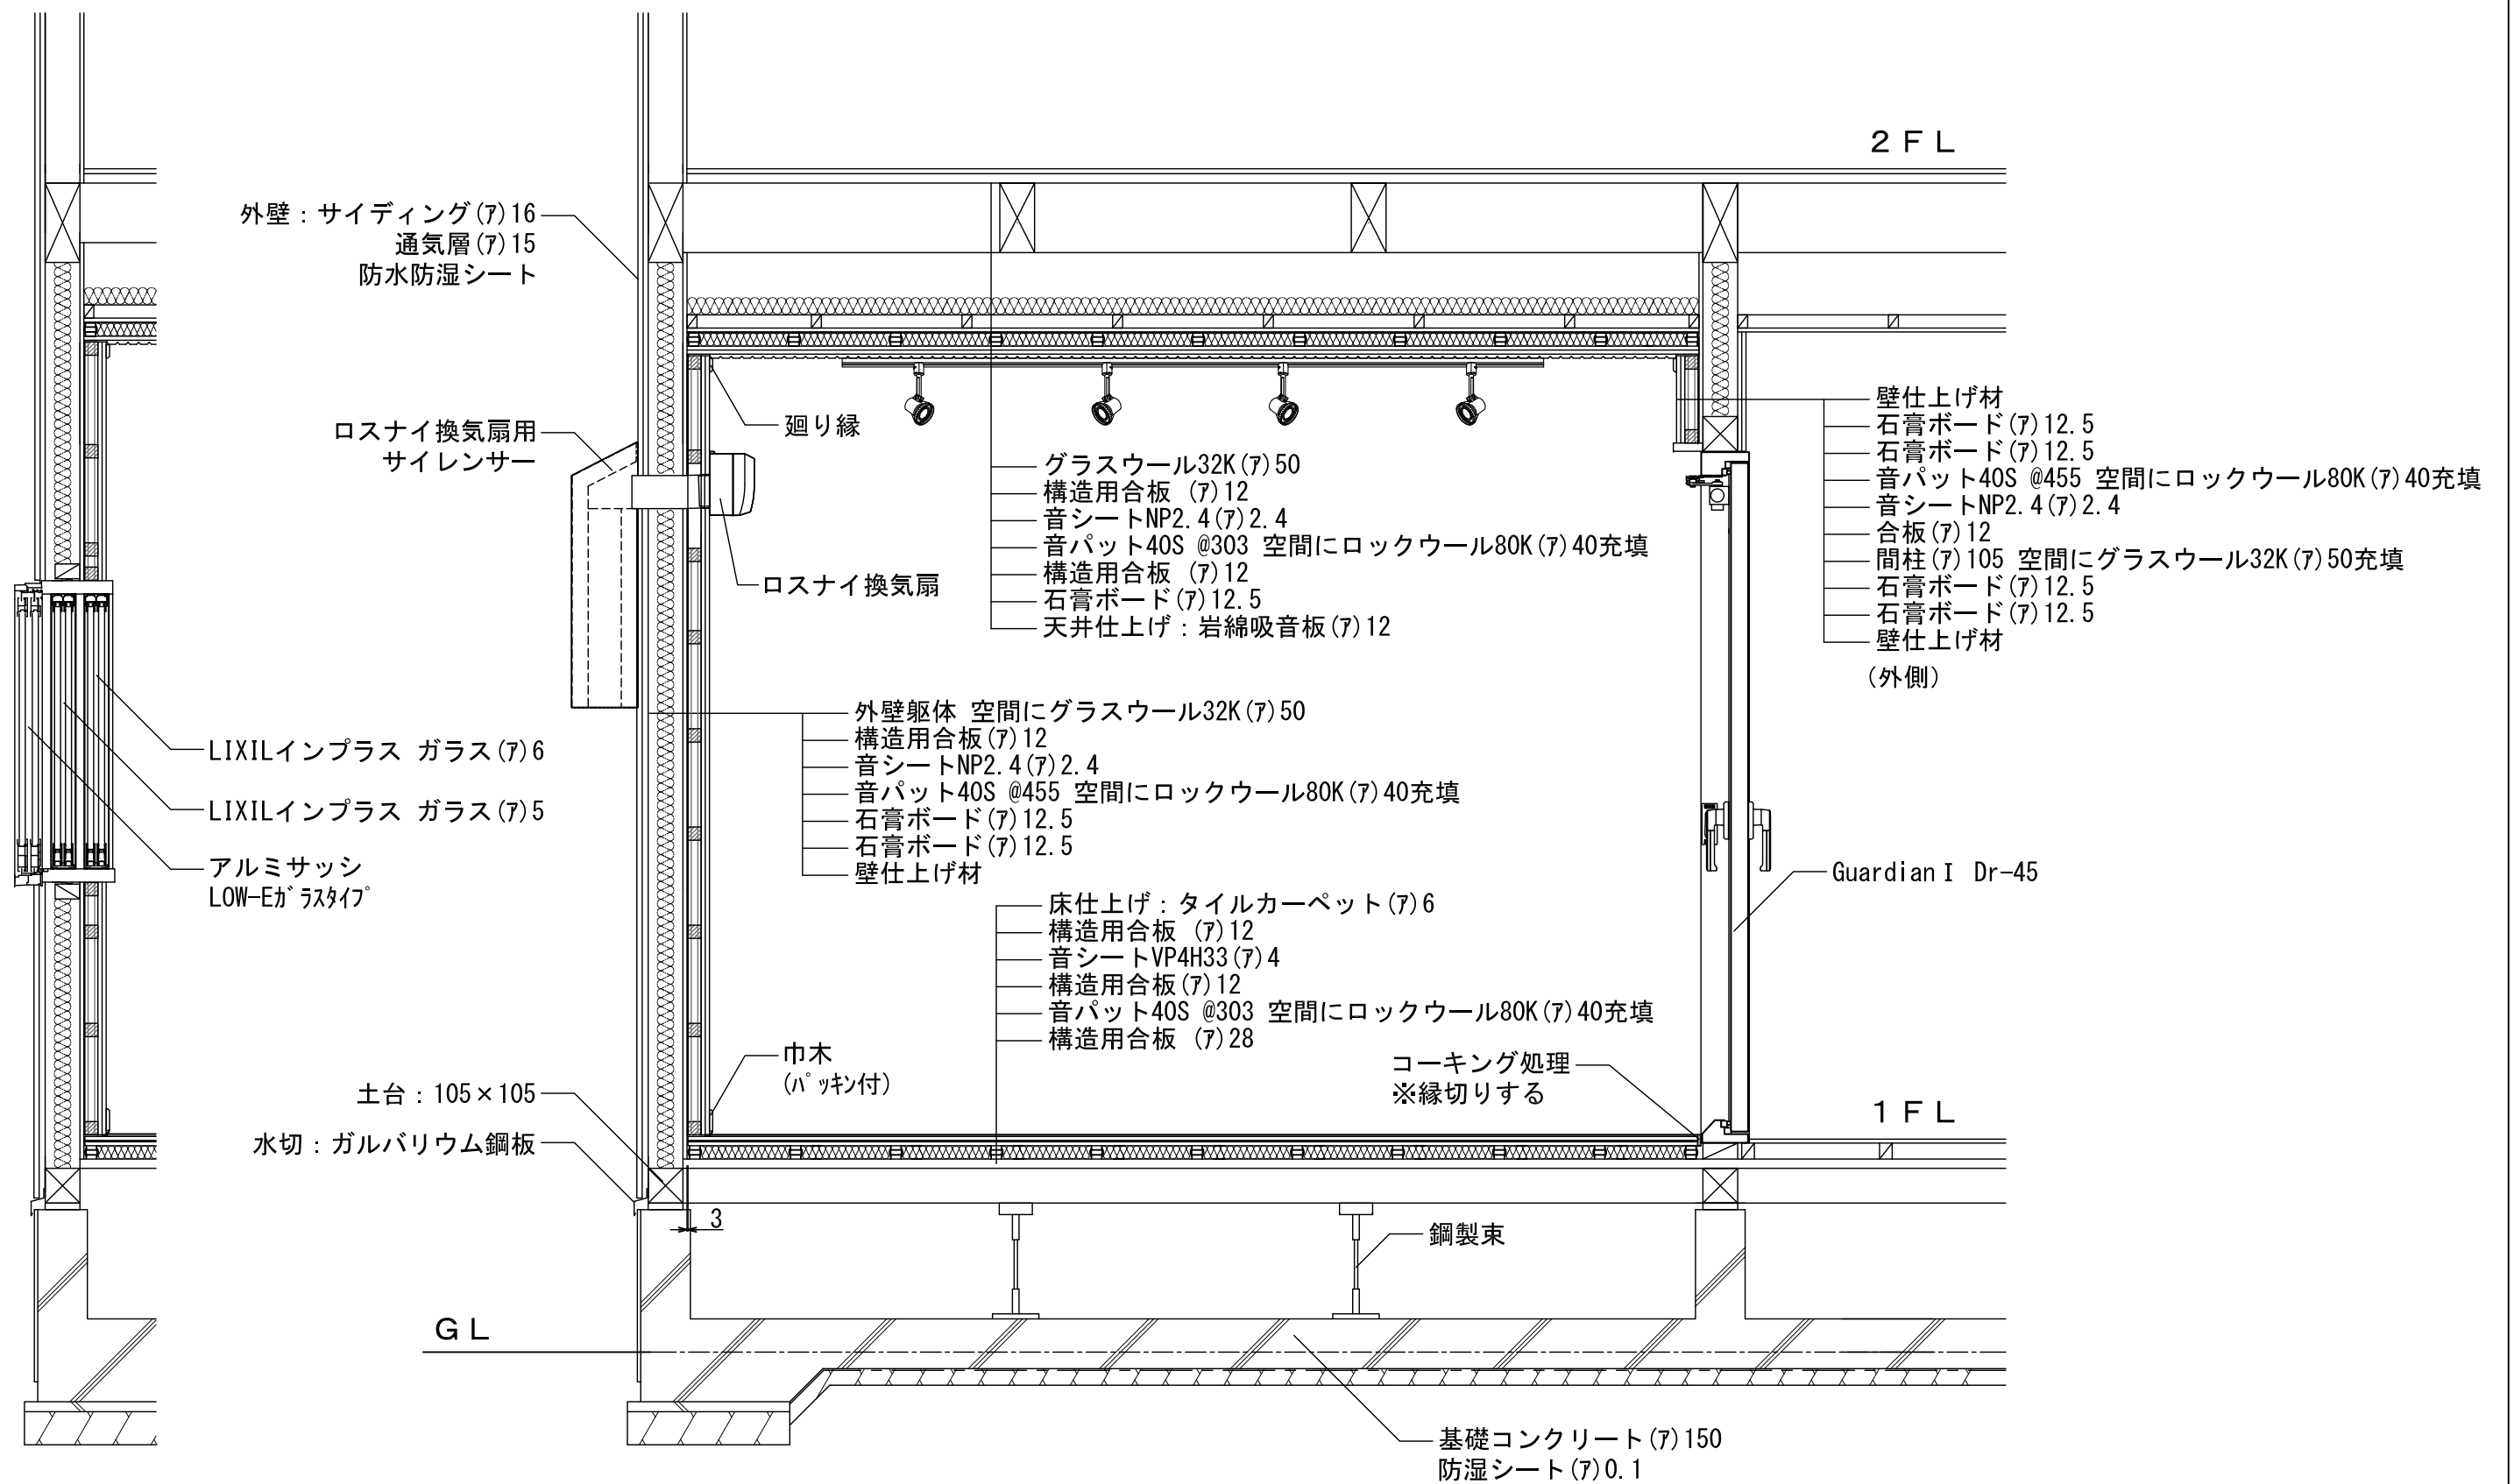 2FL
外壁：サイディング(ｱ)16
通気層(ｱ)15
防水防湿シート
ロスナイ換気扇用
サイレンサー
廻り縁
ロスナイ換気扇
グラスウール32K(ｱ)50
構造用合板 (ｱ)12
音シートNP2.4(ｱ)2.4
音パット40S @303 空間にロックウール80K(ｱ)40充填
構造用合板 (ｱ)12
石膏ボード(ｱ)12.5
天井仕上げ：岩綿吸音板(ｱ)12
壁仕上げ材
石膏ボード(ｱ)12.5
石膏ボード(ｱ)12.5
音パット40S @455 空間にロックウール80K(ｱ)40充填
音シートNP2.4(ｱ)2.4
合板(ｱ)12
間柱(ｱ)105 空間にグラスウール32K(ｱ)50充填
石膏ボード(ｱ)12.5
石膏ボード(ｱ)12.5
壁仕上げ材
(外側)
LIXILインプラス ガラス(ｱ)6
LIXILインプラス ガラス(ｱ)5
アルミサッシ
LOW-Eｶﾞﾗｽﾀｲﾌﾟ
外壁躯体 空間にグラスウール32K(ｱ)50
構造用合板(ｱ)12
音シートNP2.4(ｱ)2.4
音パット40S @455 空間にロックウール80K(ｱ)40充填
石膏ボード(ｱ)12.5
石膏ボード(ｱ)12.5
壁仕上げ材
Guardian I Dr-45
床仕上げ：タイルカーペット(ｱ)6
構造用合板 (ｱ)12
音シートVP4H33(ｱ)4
構造用合板(ｱ)12
音パット40S @303 空間にロックウール80K(ｱ)40充填
構造用合板 (ｱ)28
巾木
(ﾊﾟｯｷﾝ付)
コーキング処理
※縁切りする
土台：105×105
水切：ガルバリウム鋼板
1FL
3
鋼製束
GL
基礎コンクリート(ｱ)150
防湿シート(ｱ)0.1